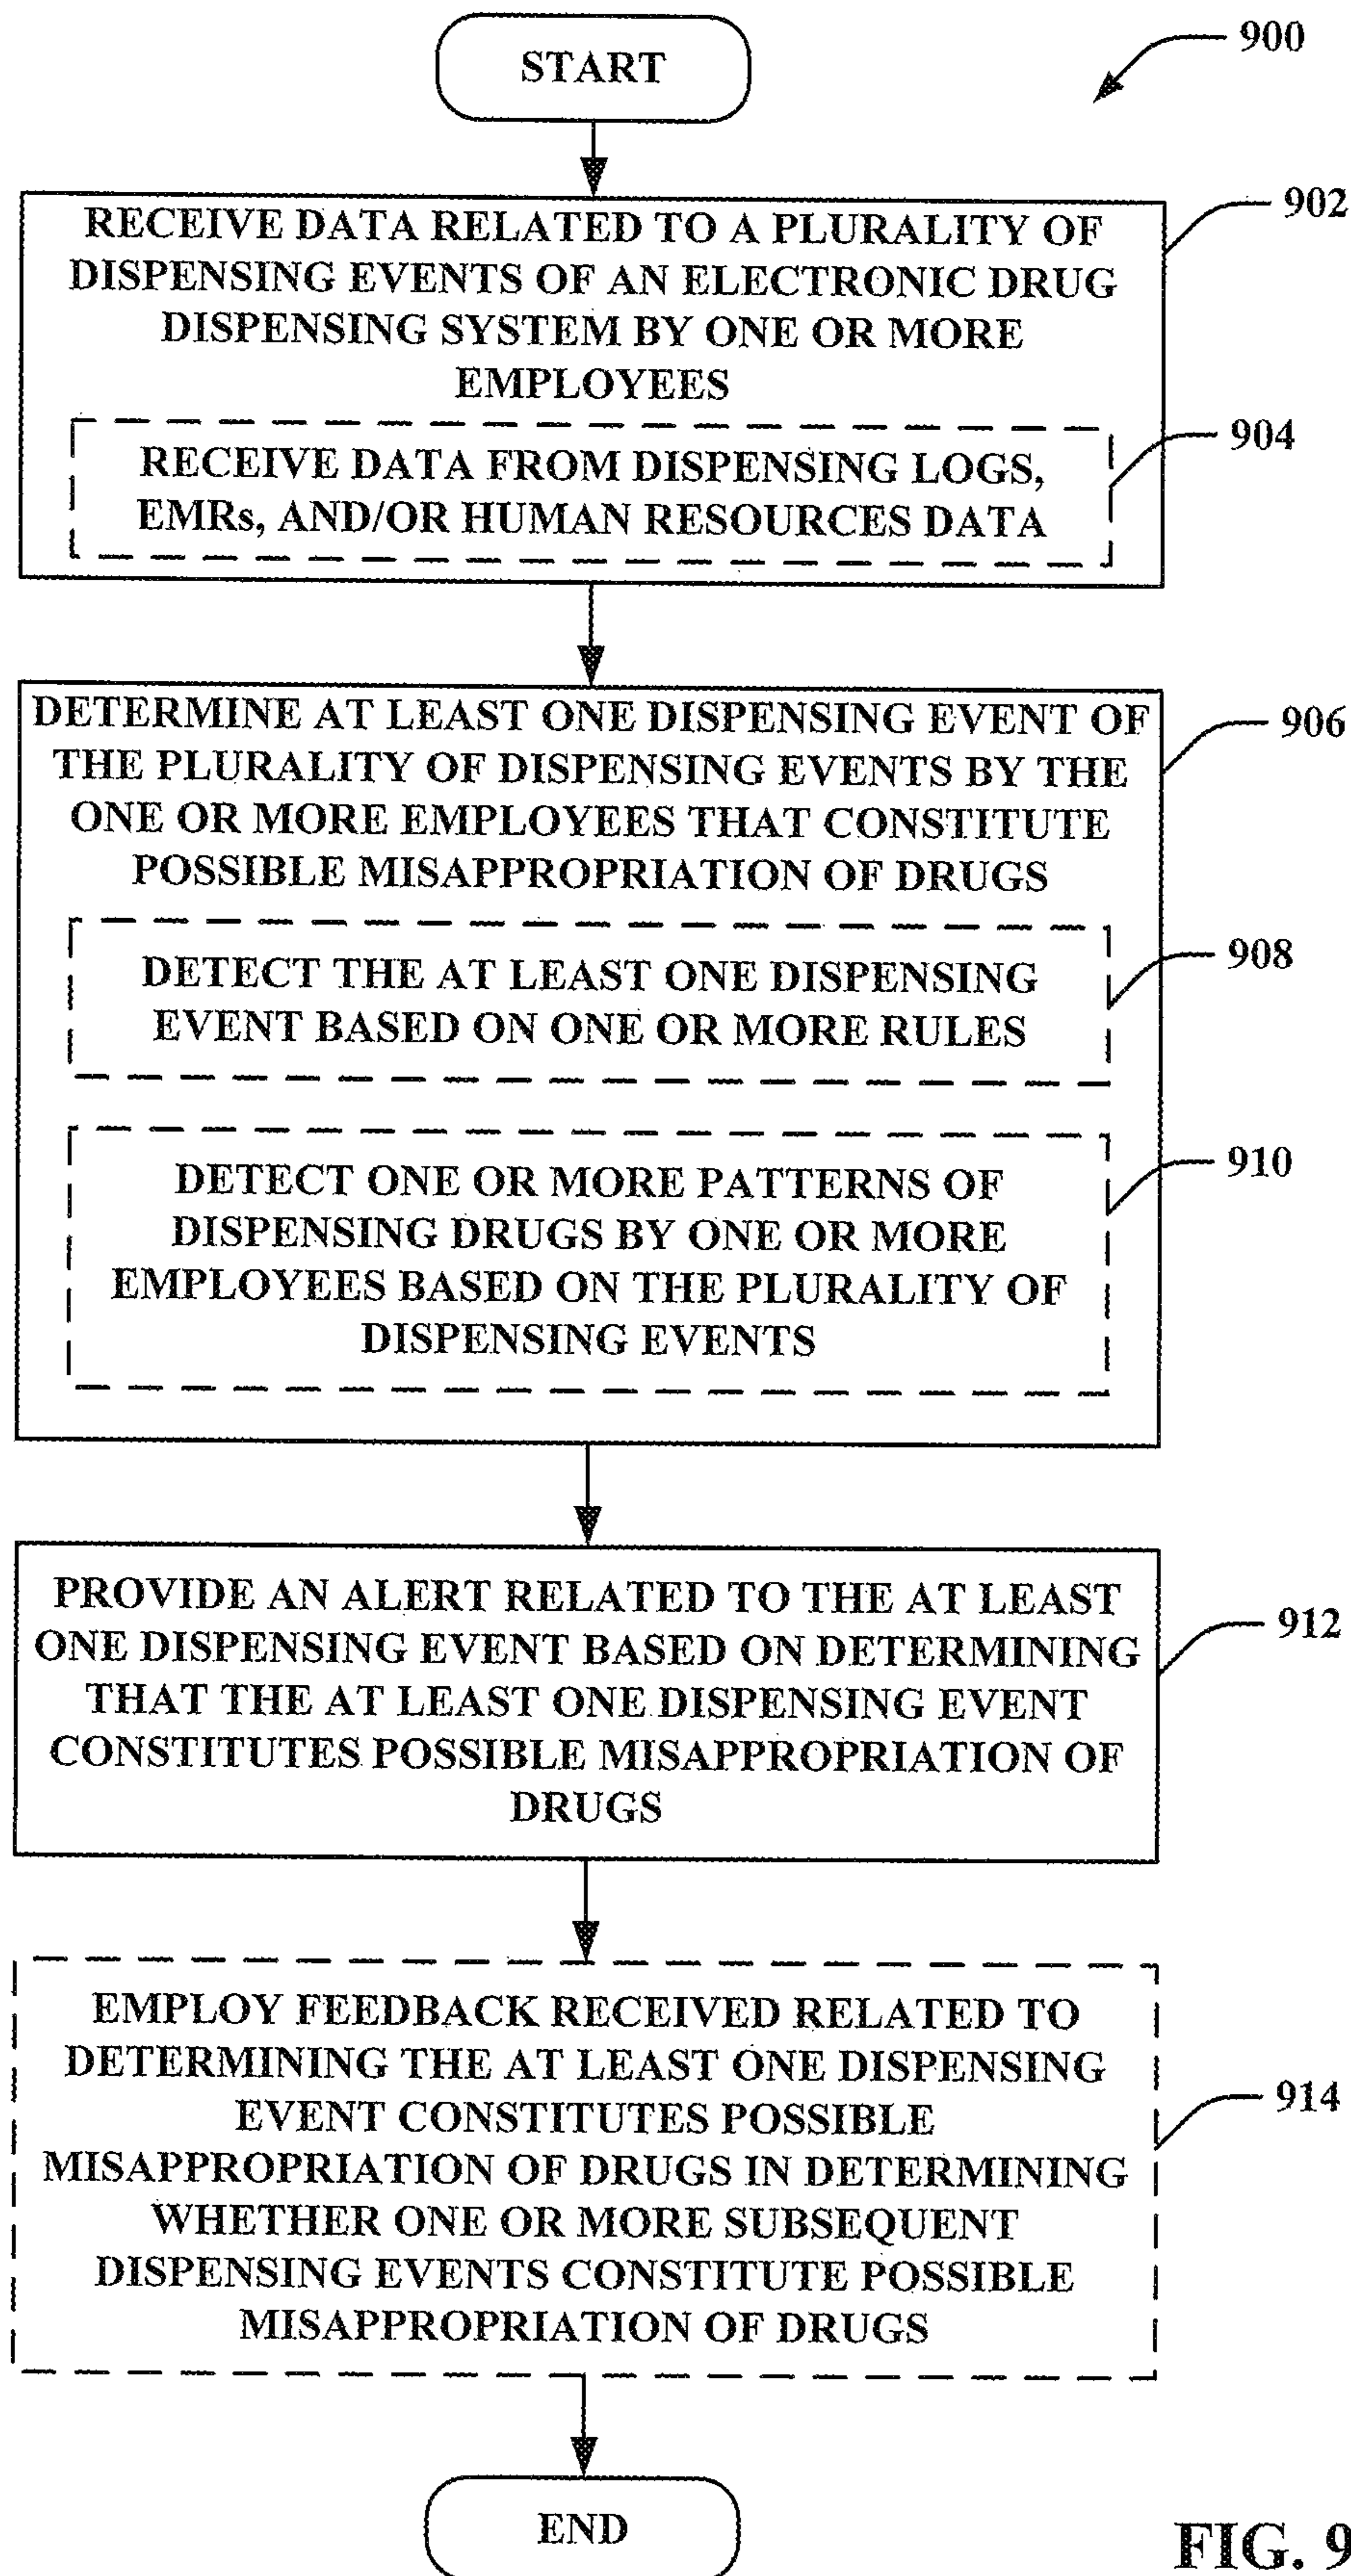 START
900
RECEIVE DATA RELATED TO A PLURALITY OF
DISPENSING EVENTS OF AN ELECTRONIC DRUG
DISPENSING SYSTEM BY ONE OR MORE
EMPLOYEES
902
RECEIVE DATA FROM DISPENSING LOGS,
EMRs, AND/OR HUMAN RESOURCES DATA
904
DETERMINE AT LEAST ONE DISPENSING EVENT OF
THE PLURALITY OF DISPENSING EVENTS BY THE
ONE OR MORE EMPLOYEES THAT CONSTITUTE
POSSIBLE MISAPPROPRIATION OF DRUGS
906
DETECT THE AT LEAST ONE DISPENSING
EVENT BASED ON ONE OR MORE RULES
908
DETECT ONE OR MORE PATTERNS OF
DISPENSING DRUGS BY ONE OR MORE
EMPLOYEES BASED ON THE PLURALITY OF
DISPENSING EVENTS
910
PROVIDE AN ALERT RELATED TO THE AT LEAST
ONE DISPENSING EVENT BASED ON DETERMINING
THAT THE AT LEAST ONE DISPENSING EVENT
CONSTITUTES POSSIBLE MISAPPROPRIATION OF
DRUGS
912
EMPLOY FEEDBACK RECEIVED RELATED TO
DETERMINING THE AT LEAST ONE DISPENSING
EVENT CONSTITUTES POSSIBLE
MISAPPROPRIATION OF DRUGS IN DETERMINING
WHETHER ONE OR MORE SUBSEQUENT
DISPENSING EVENTS CONSTITUTE POSSIBLE
MISAPPROPRIATION OF DRUGS
914
END
FIG. 9